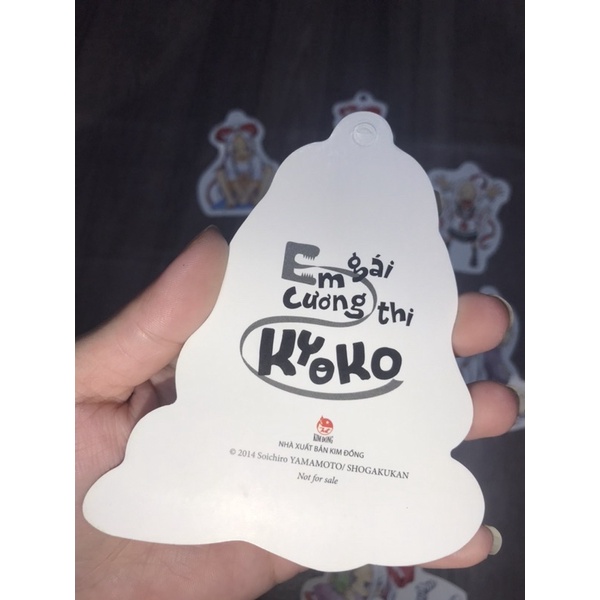 Em gái
cương thi
KYOKO
KIM ĐỒNG
NHÀ XUẤT BẢN KIM ĐỒNG
© 2014 Soichiro YAMAMOTO/ SHOGAKUKAN
Not for sale